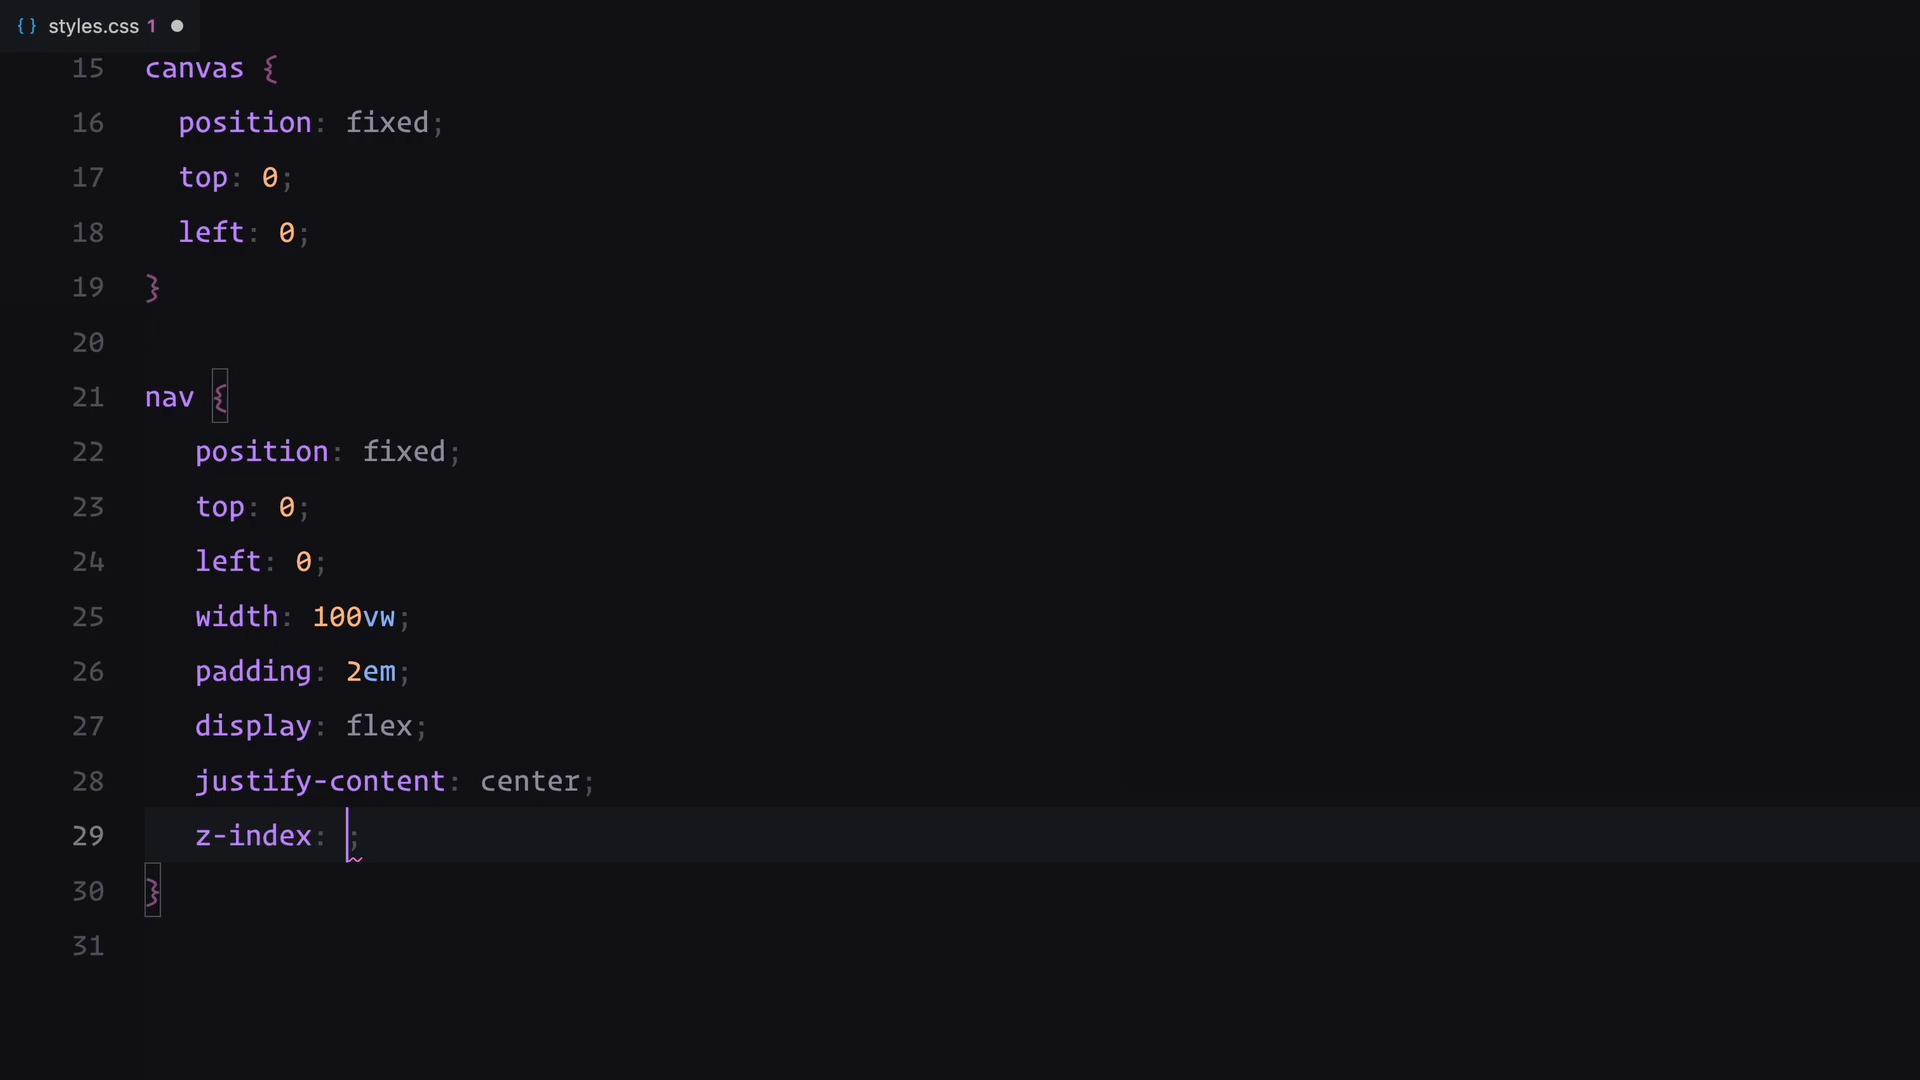 {} styles.css 1
15 canvas {
16 position: fixed;
17 top: 0;
18 left: 0;
19 }
20
21 nav {
22 position: fixed;
23 top: 0;
24 left: 0;
25 width: 100vw;
26 padding: 2em;
27 display: flex;
28 justify-content: center;
29 z-index: ;
30 }
31